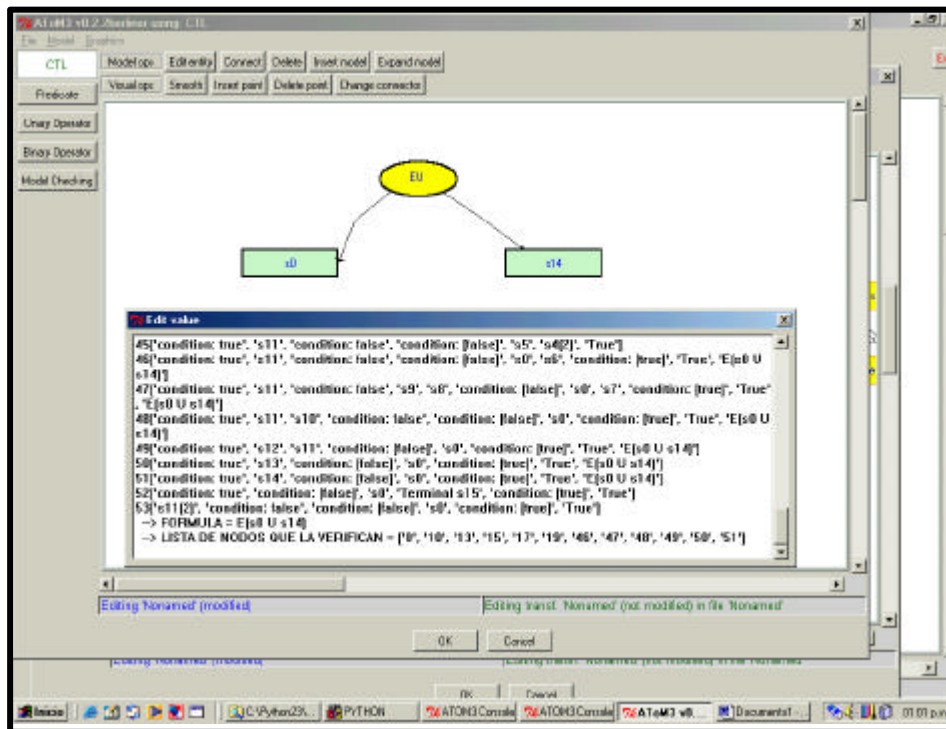 ATOM3 v0.2.2 using: CTL
File Model Graphics
CTL
Model ops Edit entity Connect Delete Insert model Expand model
Visual ops Smooth Insert point Delete point Change connector
Predicate
Unary Operator
Binary Operator
Model Checking
EU
s0
s14
Edit value
45['condition: true', 's11', 'condition: false', 'condition: [false]', 's5', 's4[2]', 'True']
46['condition: true', 's11', 'condition: false', 'condition: [false]', 's0', 's6', 'condition: [true]', 'True', 'E(s0 U
s14)']
47['condition: true', 's11', 'condition: false', 's9', 's8', 'condition: [false]', 's0', 's7', 'condition: [true]', 'True'
, 'E(s0 U s14)']
48['condition: true', 's11', 's10', 'condition: false', 'condition: [false]', 's0', 'condition: [true]', 'True', 'E(s0 U
s14)']
49['condition: true', 's12', 's11', 'condition: [false]', 's0', 'condition: [true]', 'True', 'E(s0 U s14)']
50['condition: true', 's13', 'condition: [false]', 's0', 'condition: [true]', 'True', 'E(s0 U s14)']
51['condition: true', 's14', 'condition: [false]', 's0', 'condition: [true]', 'True', 'E(s0 U s14)']
52['condition: true', 'condition: [false]', 's0', 'Terminal s15', 'condition: [true]', 'True']
53['s11[2]', 'condition: false', 'condition: [false]', 's0', 'condition: [true]', 'True']
--> FORMULA = E(s0 U s14)
--> LISTA DE NODOS QUE LA VERIFICAN = ['8', '10', '13', '15', '17', '19', '46', '47', '48', '49', '50', '51']
Editing 'Nonamed' (modified)
Editing transf. 'Nonamed' (not modified) in file 'Nonamed'
OK Cancel
OK Cancel
Inicio C:\Python23\... PYTHON ATOM3 Console ATOM3 Console ATOM3 v0.... Documento1 -... 01:01 p.m.